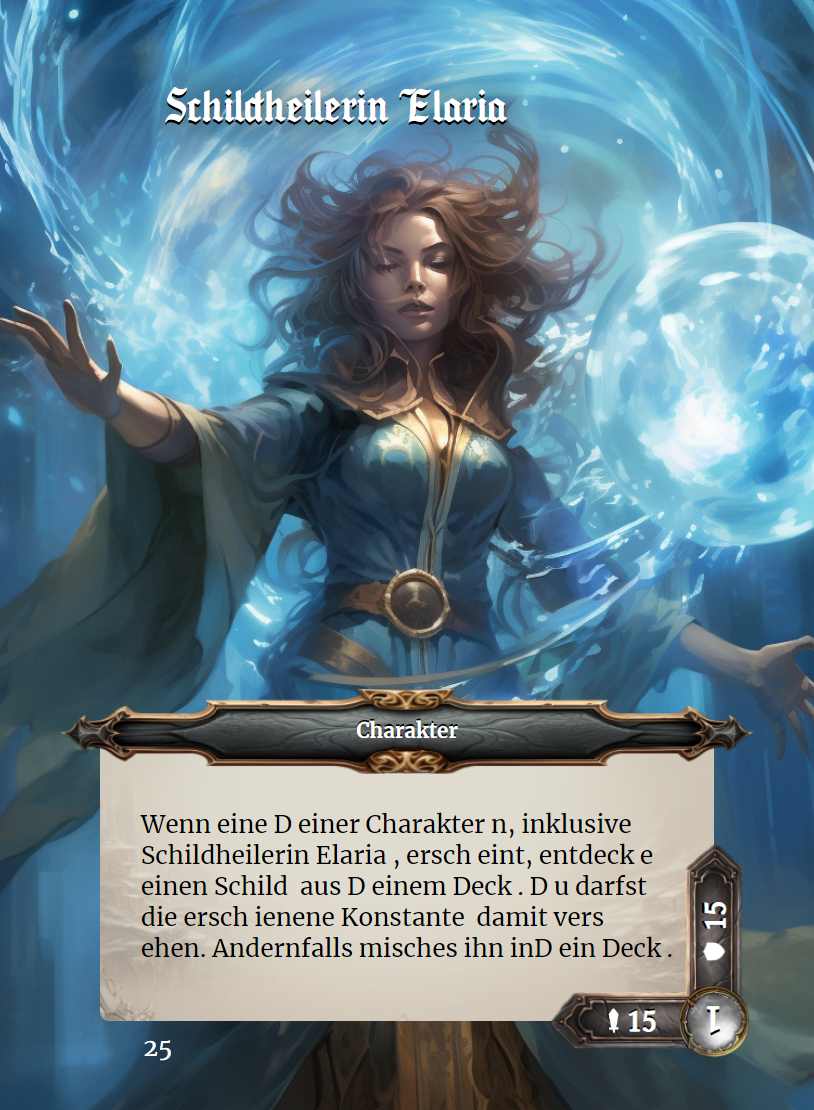 Schildheilerin Elaria
Charakter
Wenn eine D einer Charakter n, inklusive
Schildheilerin Elaria , ersch eint, entdeck e
einen Schild  aus D einem Deck . D u darfst
die ersch ienene Konstante  damit vers
ehen. Andernfalls misches ihn inD ein Deck .
15
15
1
25